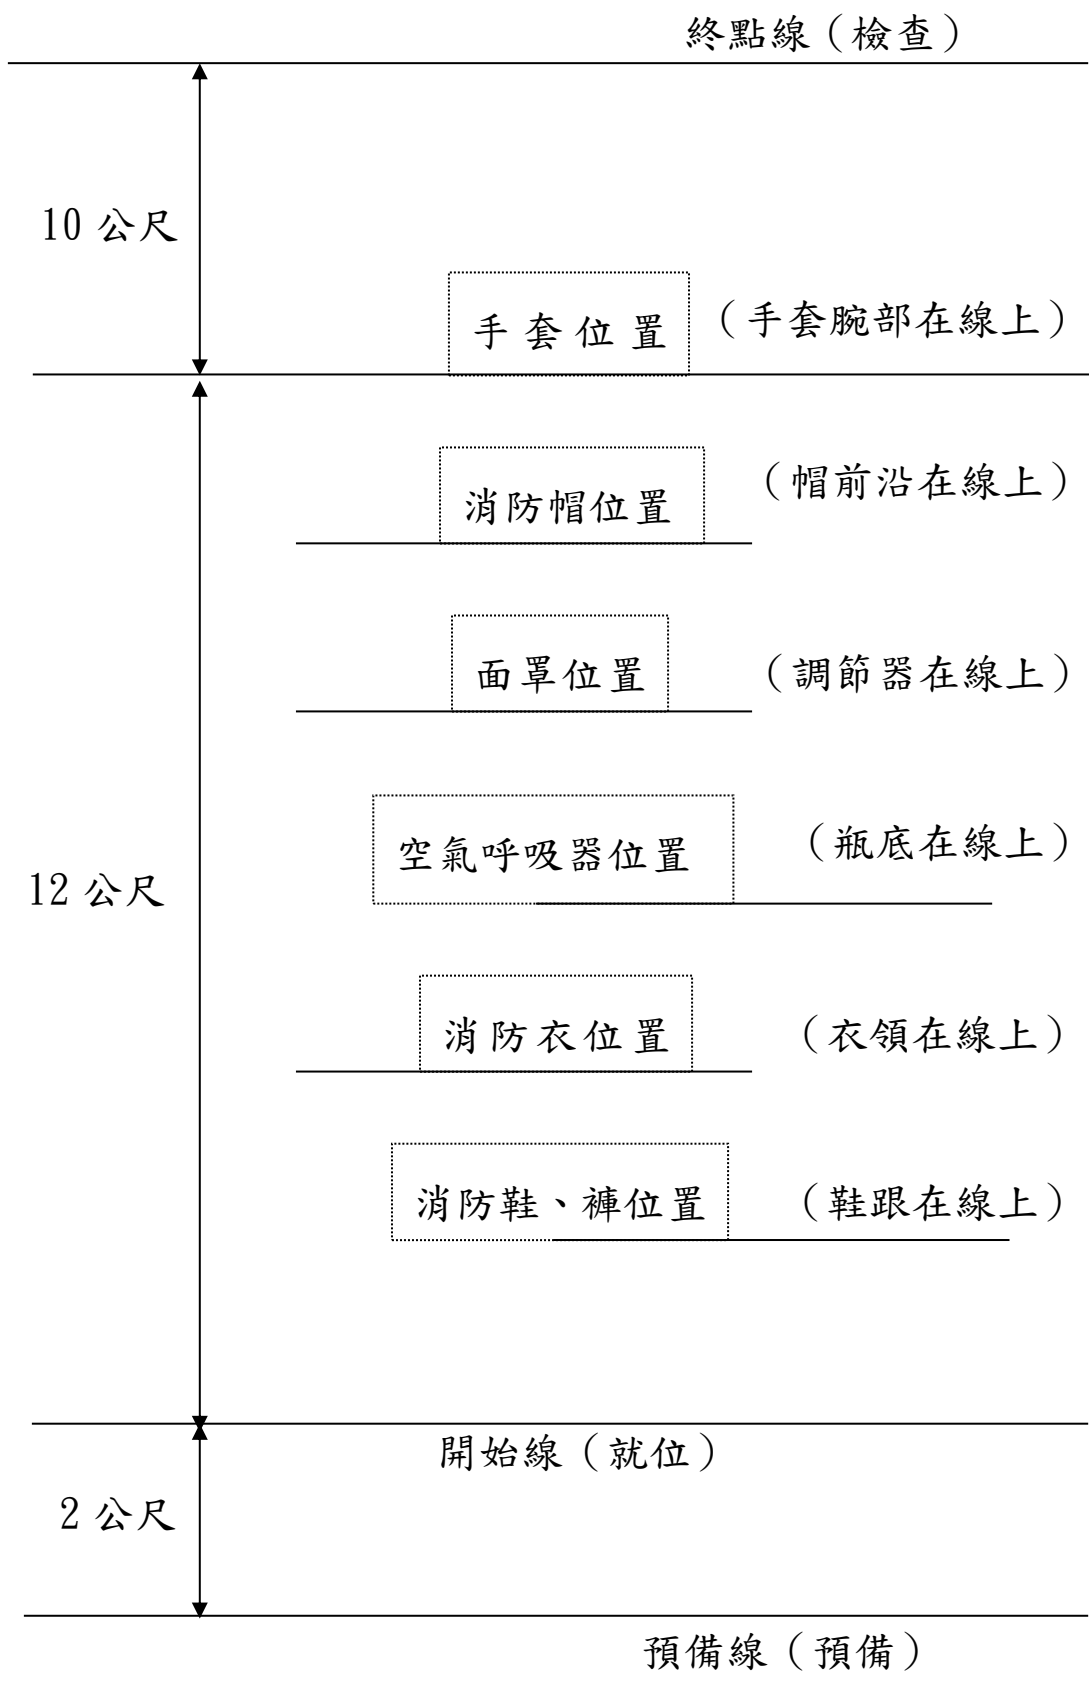 終點線（檢查）
10 公尺
手套位置 （手套腕部在線上）
消防帽位置 （帽前沿在線上）
面罩位置 （調節器在線上）
空氣呼吸器位置 （瓶底在線上）
12 公尺
消防衣位置 （衣領在線上）
消防鞋、褲位置 （鞋跟在線上）
開始線（就位）
2 公尺
預備線（預備）